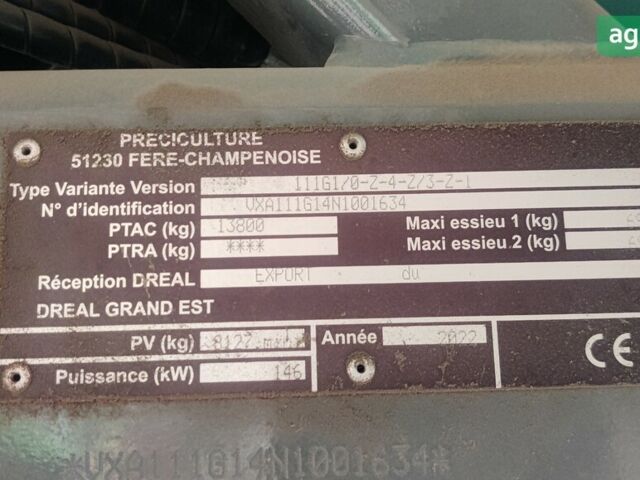 ag
PRECICULTURE
51230 FERE-CHAMPENOISE
Type Variante Version 111G1/0-Z-4-Z/3-Z-1
N° d'identification VXA111G14N1001634
PTAC (kg) 13800 Maxi essieu 1 (kg)
PTRA (kg) **** Maxi essieu 2 (kg)
Réception DREAL EXPORT du
DREAL GRAND EST
PV (kg) 8127 Année 2022
Puissance (kW) 146 CE
*VXA111G14N1001634*